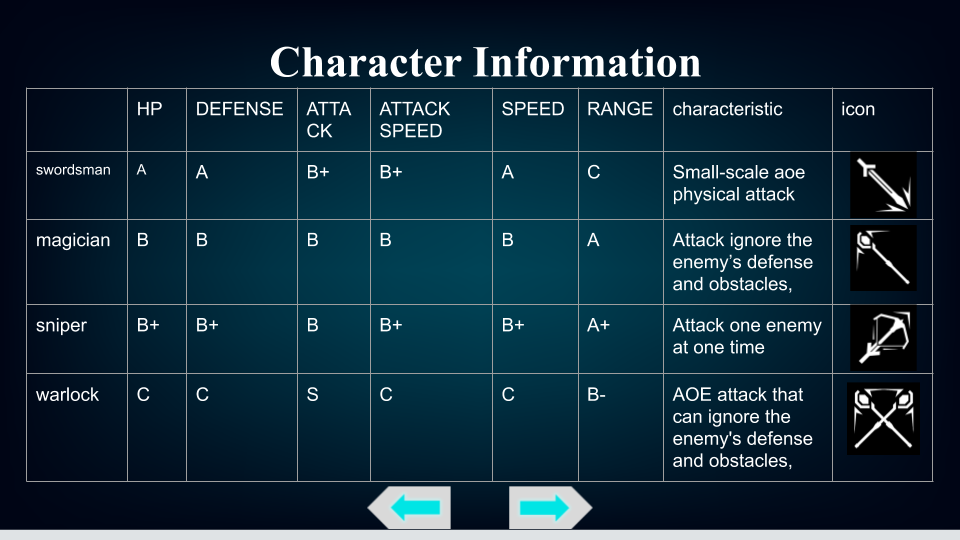 Character Information
HP DEFENSE ATTA ATTACK SPEED RANGE characteristic icon
CK SPEED
swordsman A A B+ B+ A C Small-scale aoe
physical attack
magician B B B B B A Attack ignore the
enemy’s defense
and obstacles,
sniper B+ B+ B B+ B+ A+ Attack one enemy
at one time
warlock C C S C C B- AOE attack that
can ignore the
enemy's defense
and obstacles,